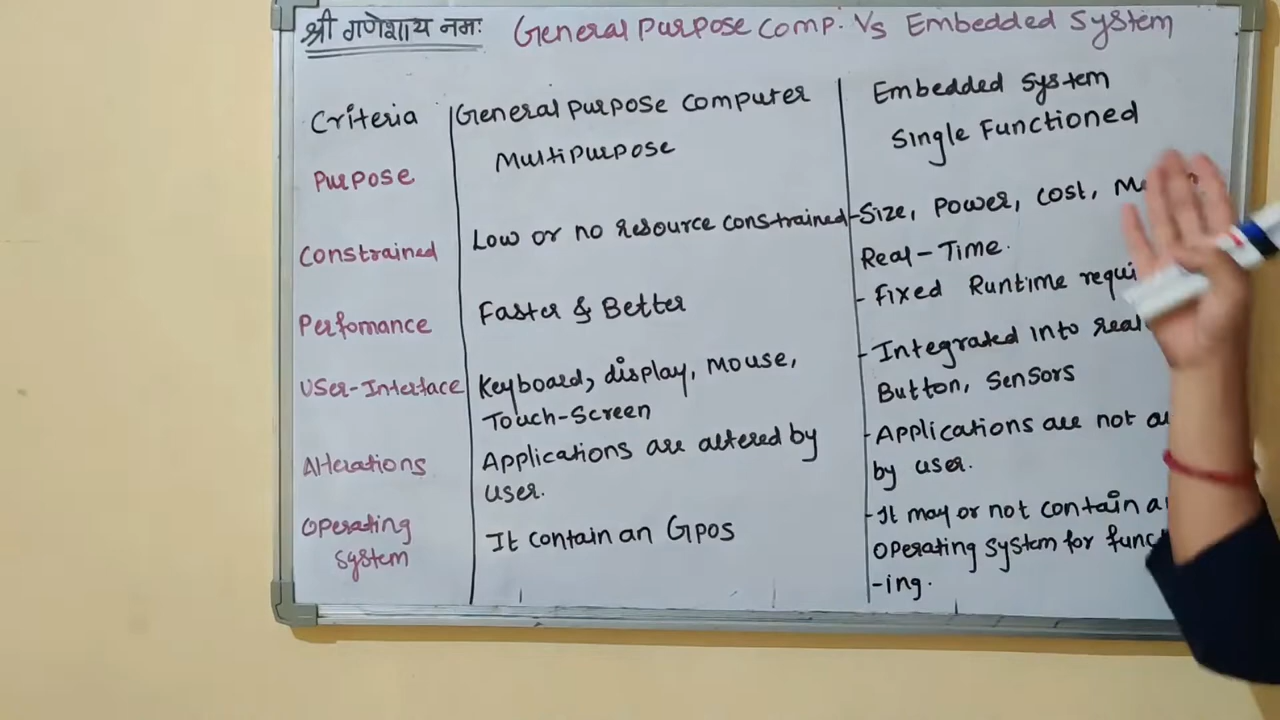 श्री गणेशाय नमः General Purpose Comp. Vs Embedded System
Criteria General Purpose Computer Embedded System
Purpose Multipurpose Single Functioned
Constrained Low or no resource constrained -Size, Power, Cost,
Real-Time.
Perfomance Faster & Better - Fixed Runtime
User-Interface Keyboard, display, Mouse, - Integrated into real
Touch-Screen Button, Sensors
Alterations Applications are altered by - Applications are not
user. by user.
Operating It contain an GPOS -It may or not contain
System Operating System for
-ing.